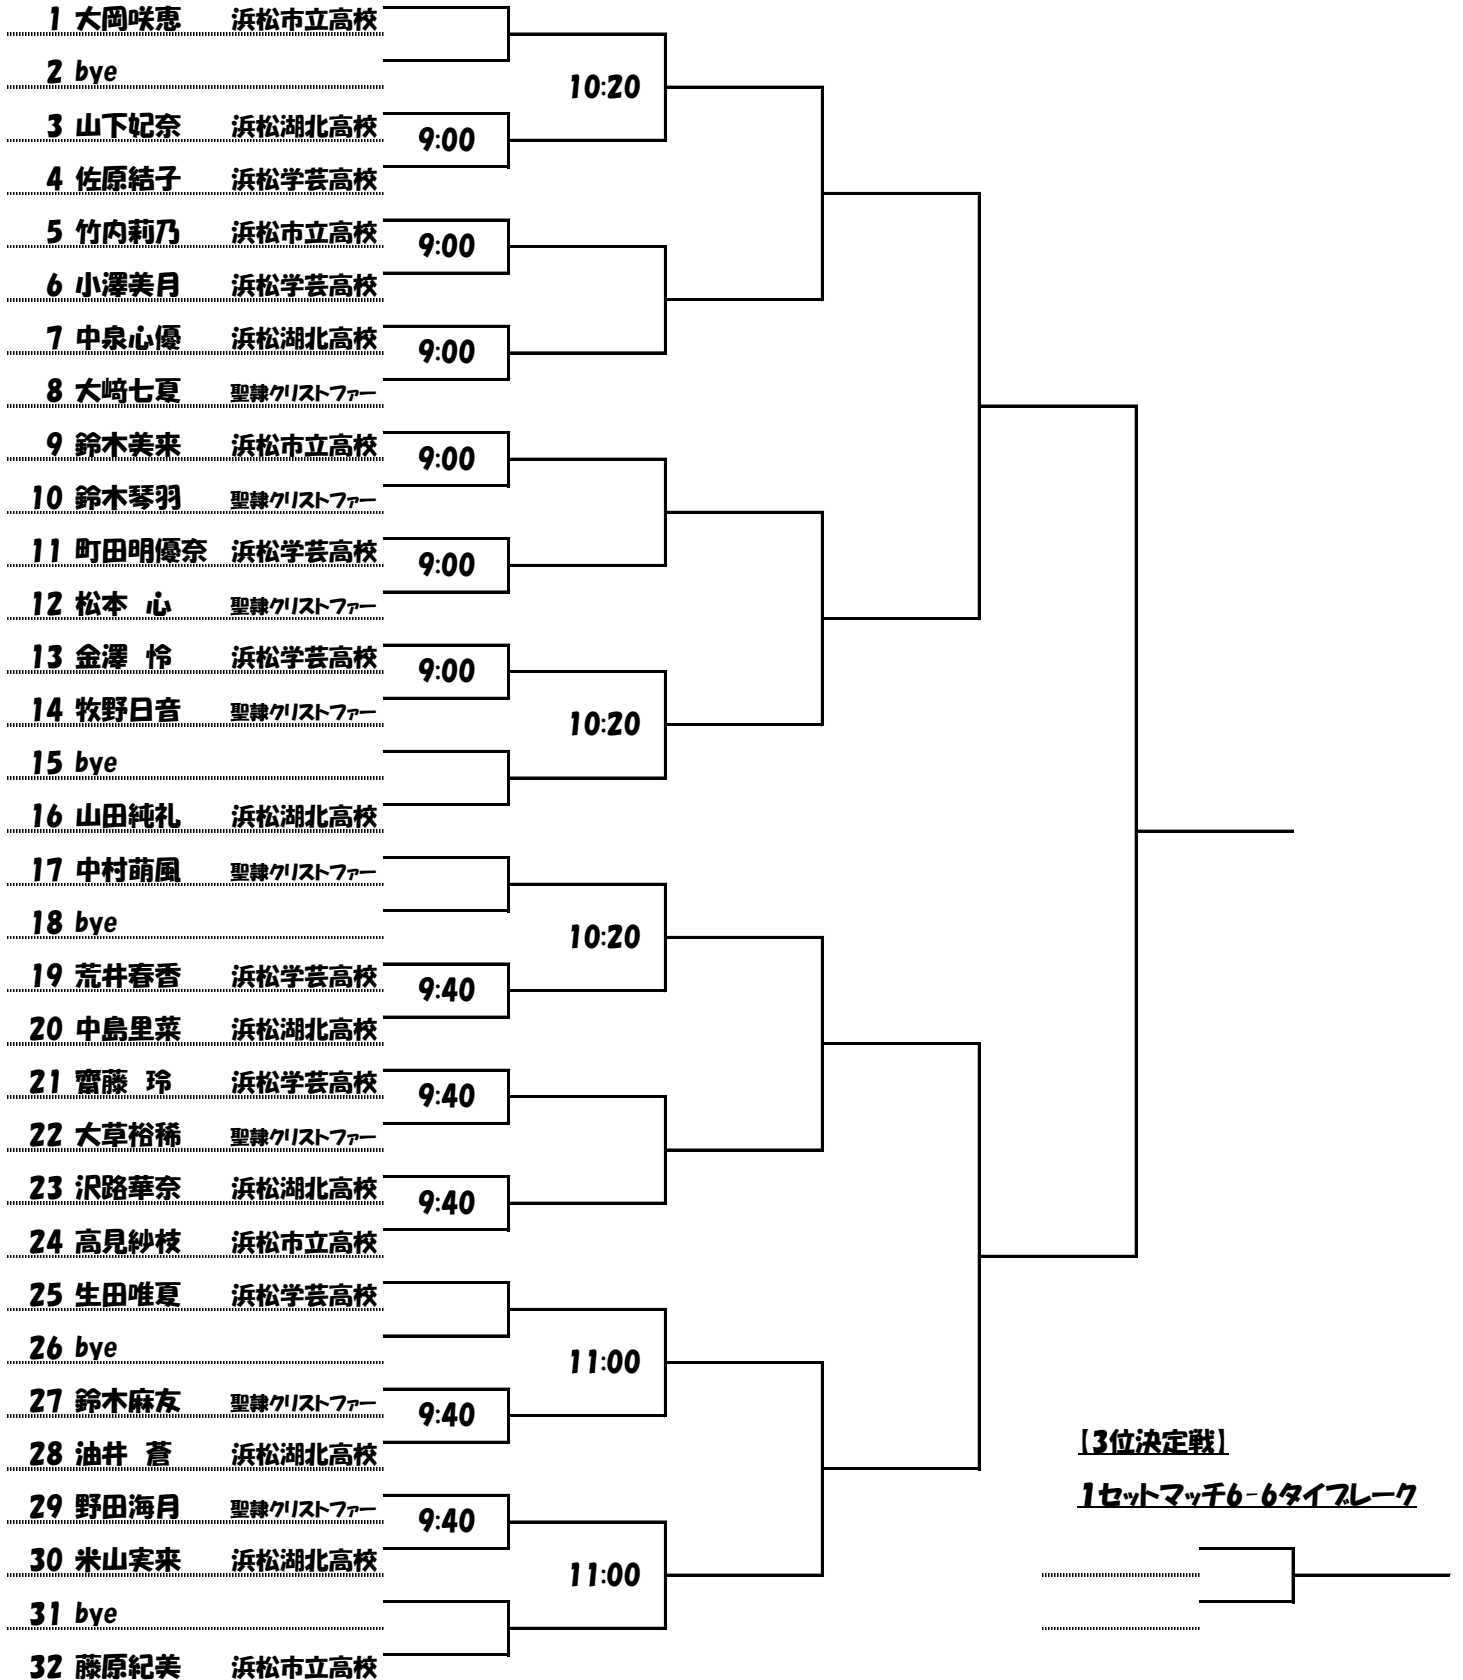 1 大岡咲恵 浜松市立高校
2 bye
10:20
3 山下妃奈 浜松湖北高校
9:00
4 佐原結子 浜松学芸高校
5 竹内莉乃 浜松市立高校
9:00
6 小澤美月 浜松学芸高校
7 中泉心優 浜松湖北高校
9:00
8 大﨑七夏 聖隷クリストファー
9 鈴木美来 浜松市立高校
9:00
10 鈴木琴羽 聖隷クリストファー
11 町田明優奈 浜松学芸高校
9:00
12 松本 心 聖隷クリストファー
13 金澤 怜 浜松学芸高校
9:00
14 牧野日音 聖隷クリストファー
10:20
15 bye
16 山田純礼 浜松湖北高校
17 中村萌風 聖隷クリストファー
18 bye
10:20
19 荒井春香 浜松学芸高校
9:40
20 中島里菜 浜松湖北高校
21 齋藤 玲 浜松学芸高校
9:40
22 大草裕稀 聖隷クリストファー
23 沢路華奈 浜松湖北高校
9:40
24 高見紗枝 浜松市立高校
25 生田唯夏 浜松学芸高校
26 bye
11:00
27 鈴木麻友 聖隷クリストファー
9:40
28 油井 蒼 浜松湖北高校
29 野田海月 聖隷クリストファー
9:40
30 米山実来 浜松湖北高校
11:00
31 bye
32 藤原紀美 浜松市立高校
【3位決定戦】
1セットマッチ6-6タイブレーク